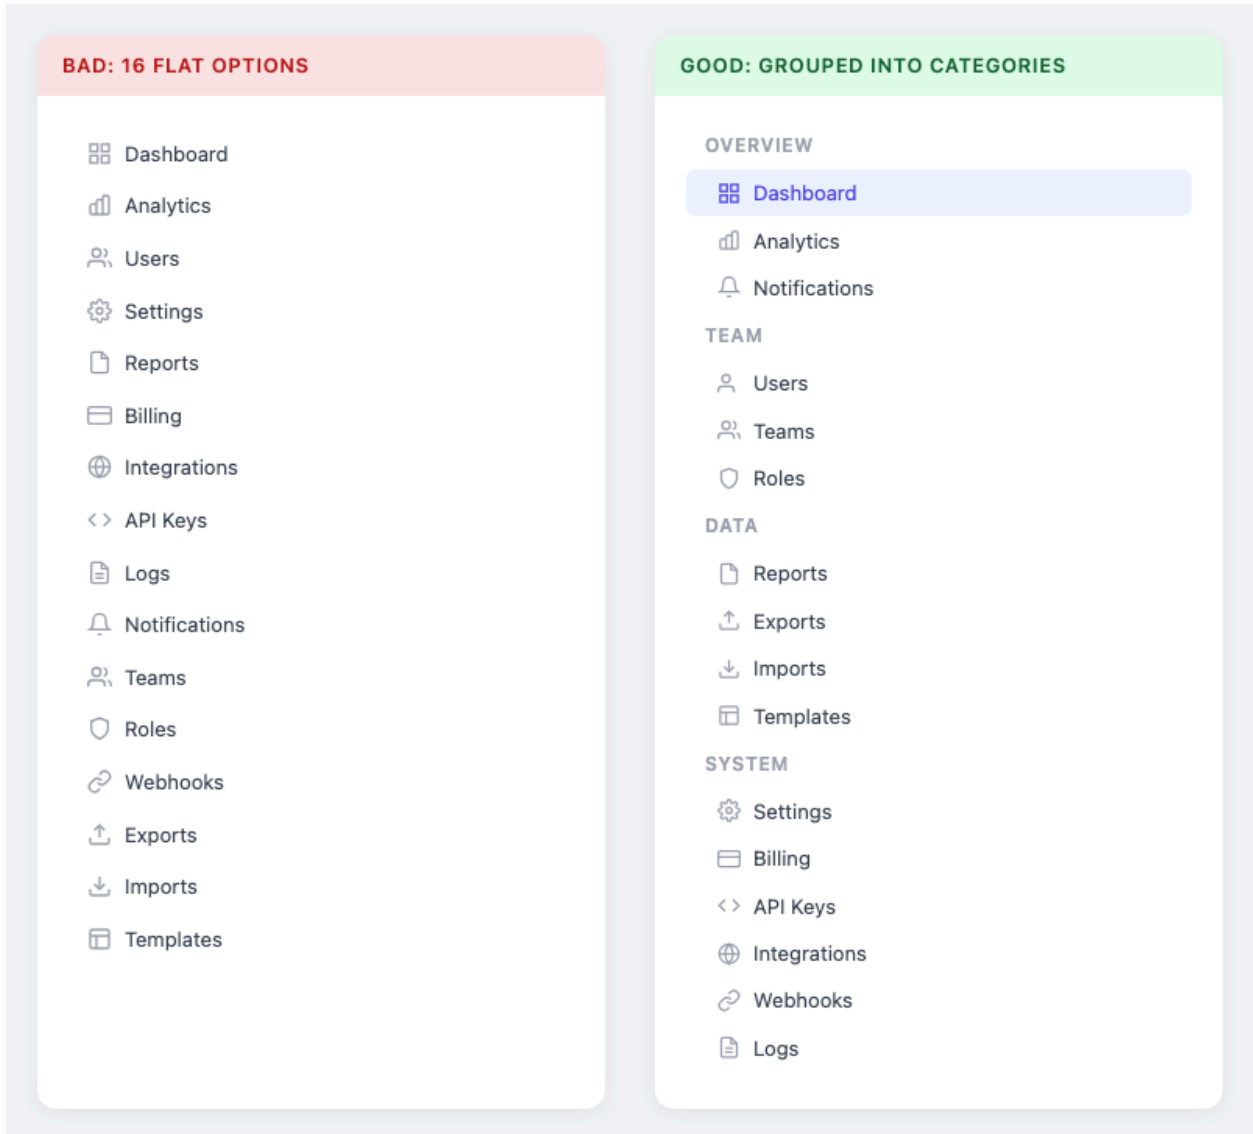 BAD: 16 FLAT OPTIONS
Dashboard
Analytics
Users
Settings
Reports
Billing
Integrations
API Keys
Logs
Notifications
Teams
Roles
Webhooks
Exports
Imports
Templates
GOOD: GROUPED INTO CATEGORIES
OVERVIEW
Dashboard
Analytics
Notifications
TEAM
Users
Teams
Roles
DATA
Reports
Exports
Imports
Templates
SYSTEM
Settings
Billing
API Keys
Integrations
Webhooks
Logs